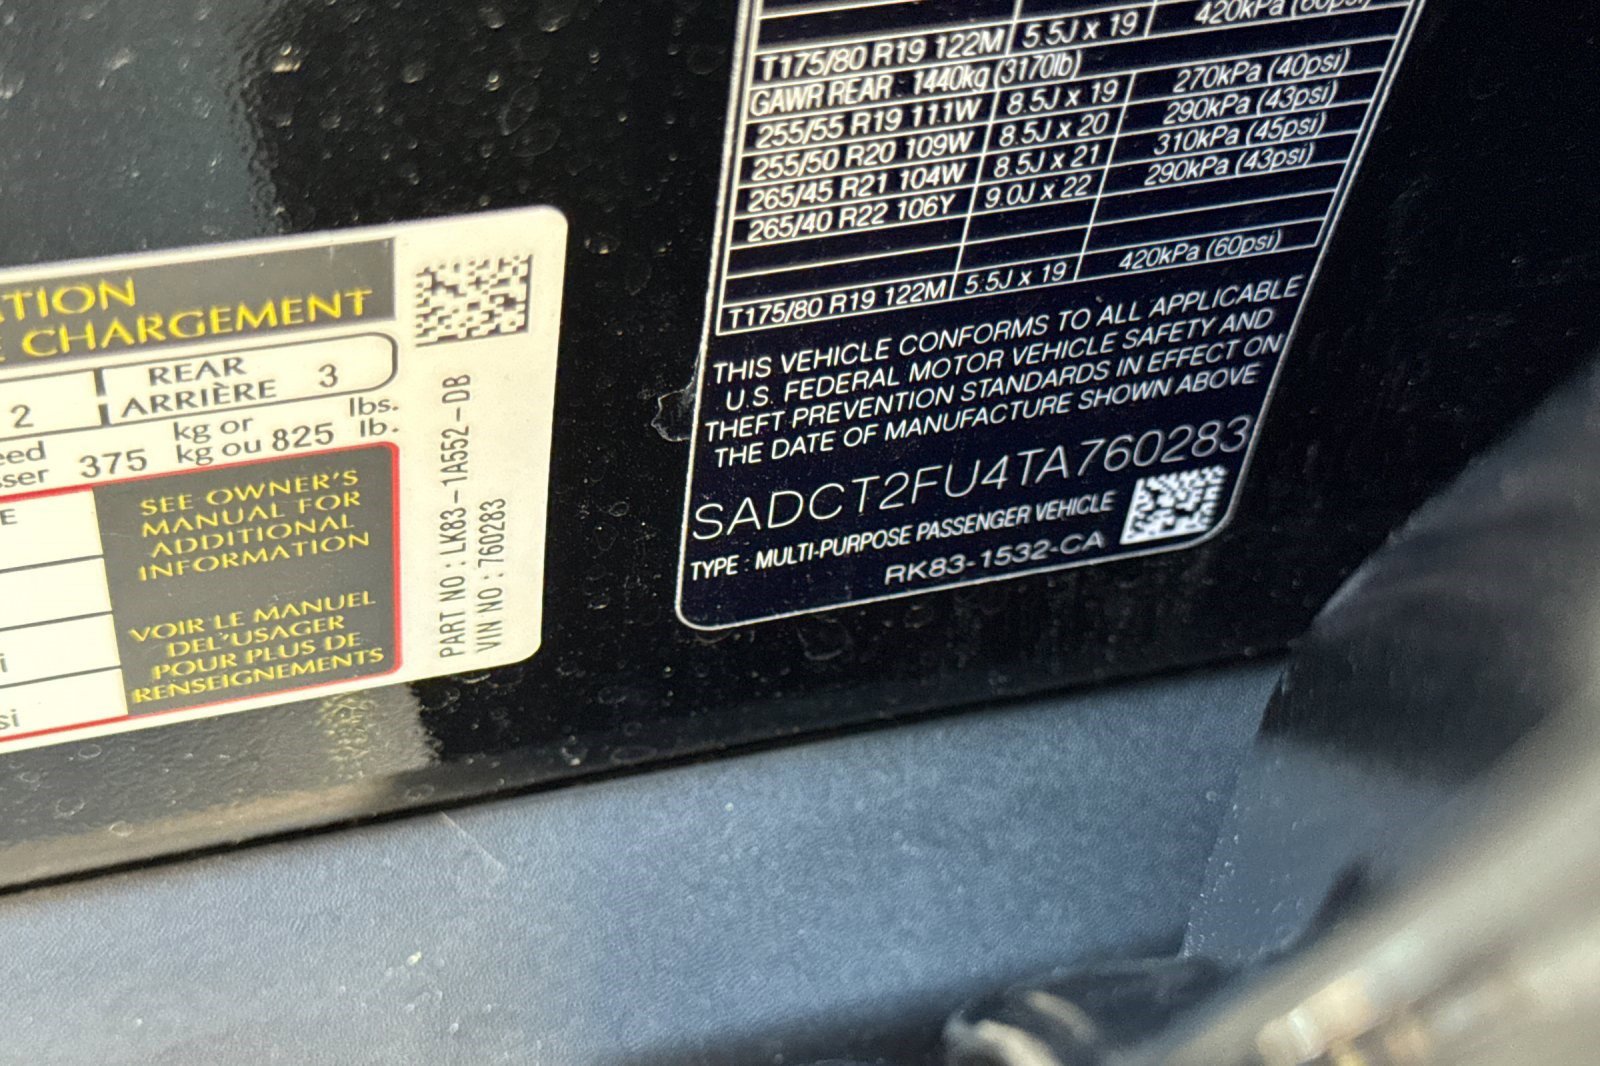 TION
E CHARGEMENT
2
REAR
ARRIÈRE 3
eed
sser 375 kg or
kg ou 825 lbs.
lb.
E
i
si
SEE OWNER'S
MANUAL FOR
ADDITIONAL
INFORMATION
VOIR LE MANUEL
DEL'USAGER
POUR PLUS DE
RENSEIGNEMENTS
PART NO : LK83-1A552-DB
VIN NO : 760283
420kPa (60psi)
T175/80 R19 122M 5.5J x 19
GAWR REAR : 1440kg (3170lb)
255/55 R19 111W 8.5J x 19 270kPa (40psi)
255/50 R20 109W 8.5J x 20 290kPa (43psi)
265/45 R21 104W 8.5J x 21 310kPa (45psi)
265/40 R22 106Y 9.0J x 22 290kPa (43psi)
T175/80 R19 122M 5.5J x 19 420kPa (60psi)
THIS VEHICLE CONFORMS TO ALL APPLICABLE
U.S. FEDERAL MOTOR VEHICLE SAFETY AND
THEFT PREVENTION STANDARDS IN EFFECT ON
THE DATE OF MANUFACTURE SHOWN ABOVE
SADCT2FU4TA760283
TYPE : MULTI-PURPOSE PASSENGER VEHICLE
RK83-1532-CA